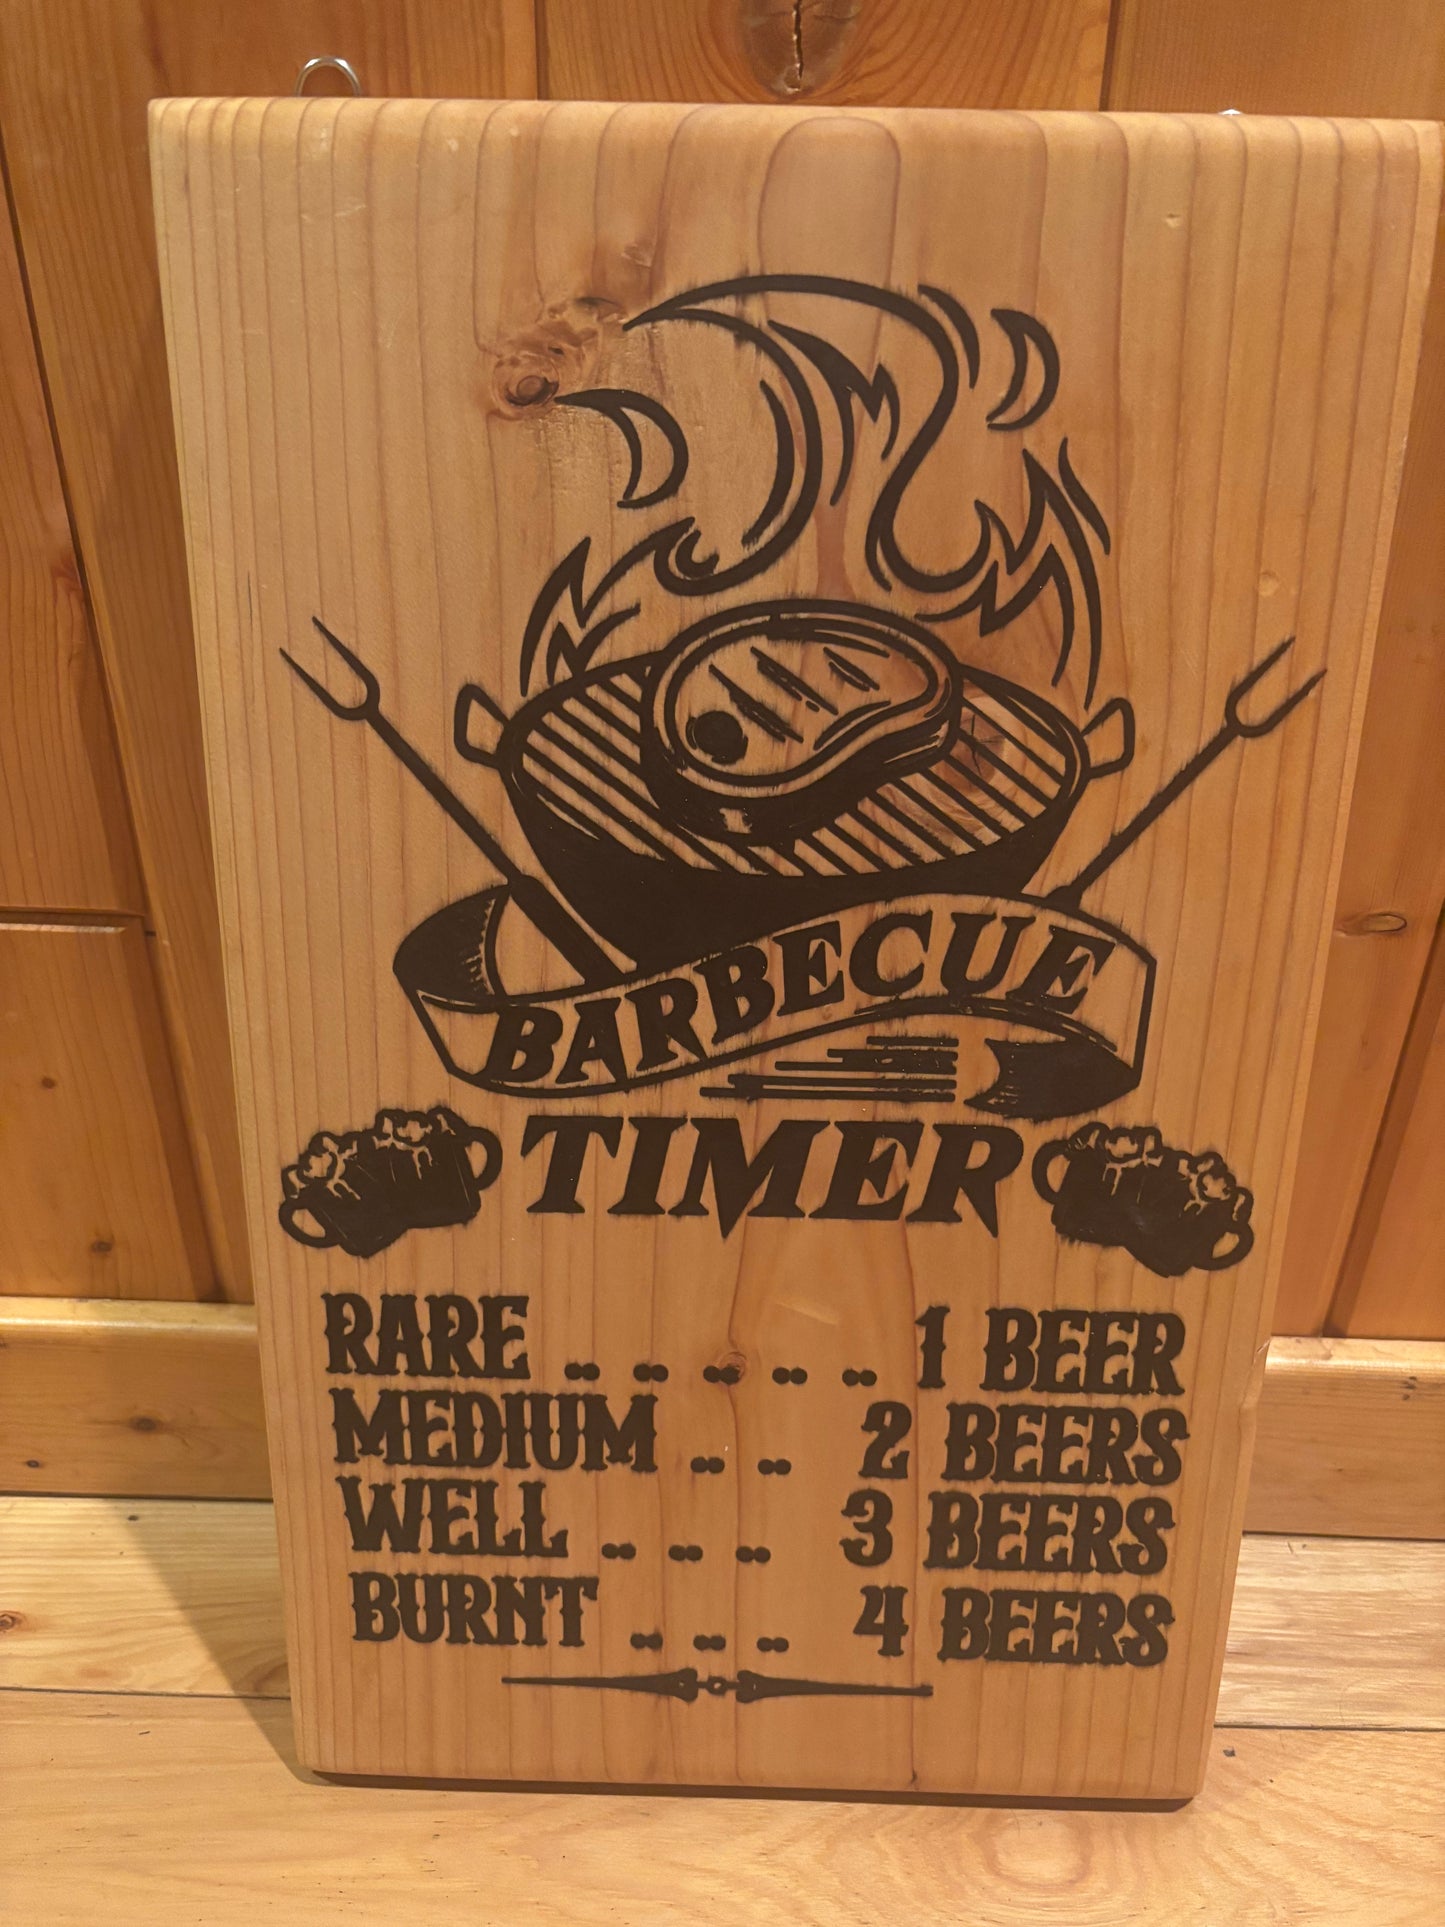 BARBECUE
TIMER
RARE .. .. .. .. .. 1 BEER
MEDIUM .. .. 2 BEERS
WELL .. .. .. 3 BEERS
BURNT .. .. .. 4 BEERS